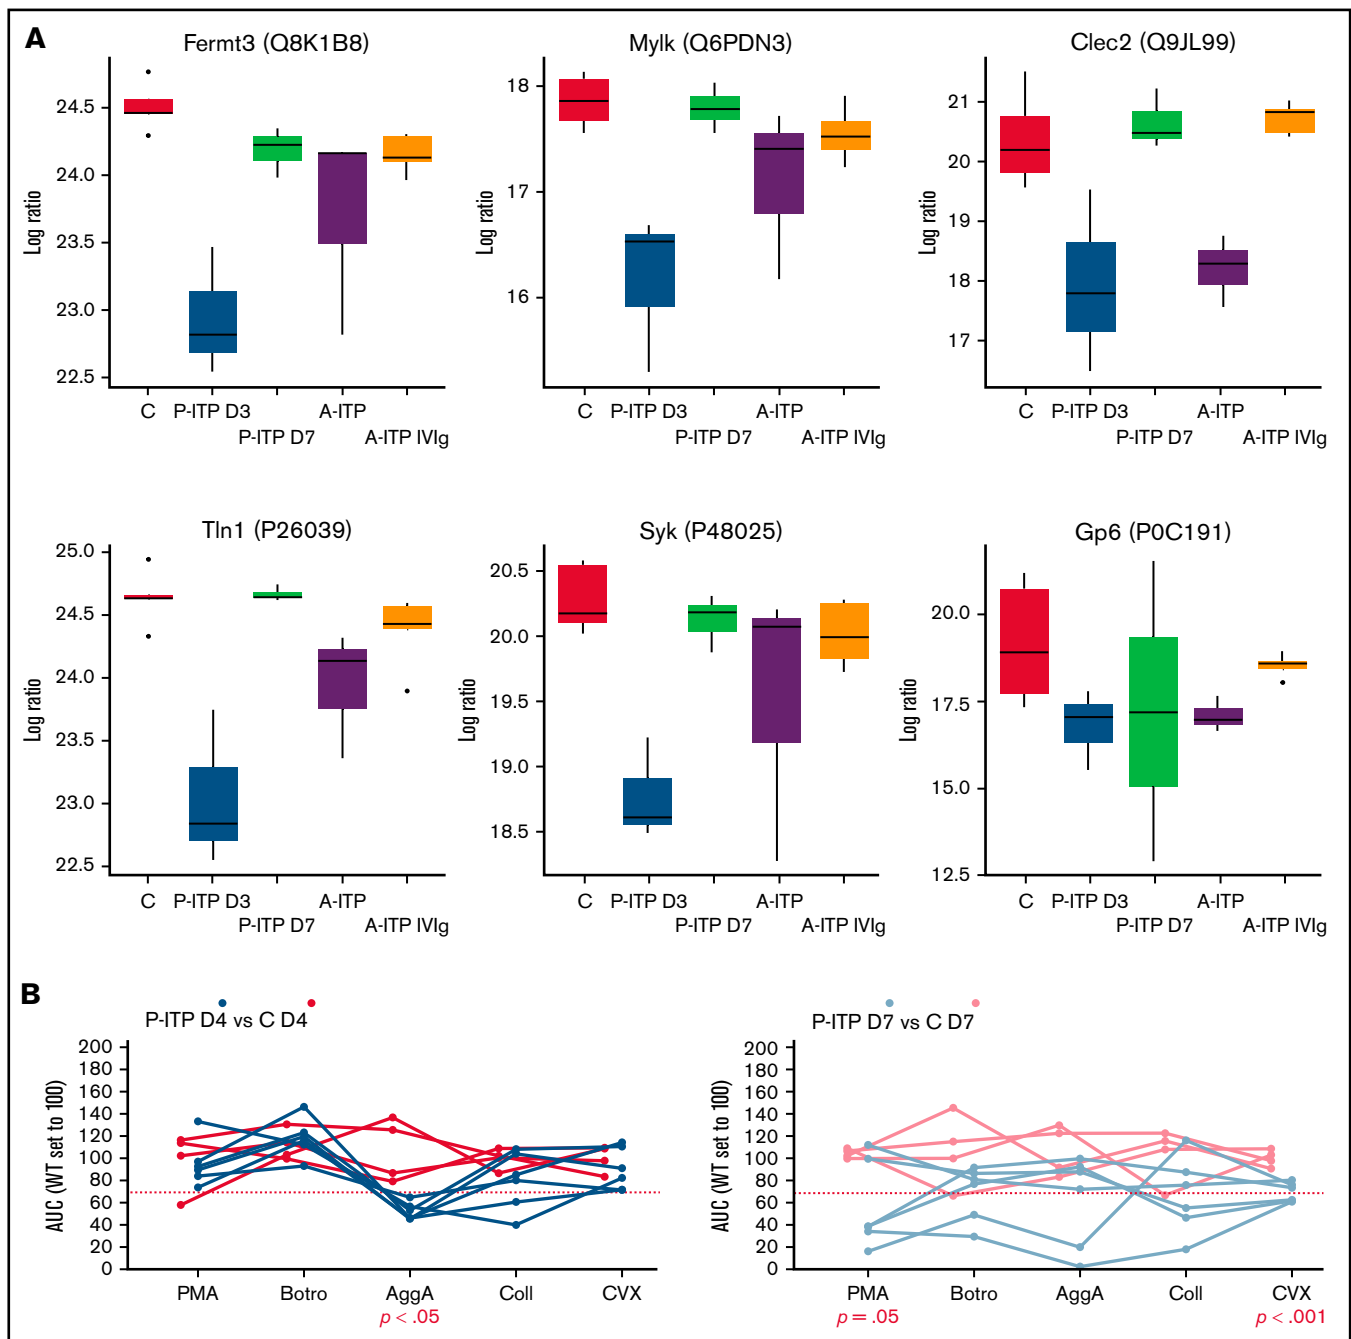 A
Fermt3 (Q8K1B8)
Mylk (Q6PDN3)
Clec2 (Q9JL99)
Log ratio
24.5
24.0
23.5
23.0
22.5
C
P-ITP D3
P-ITP D7
A-ITP
A-ITP IVIg
Log ratio
18
17
16
C
P-ITP D3
P-ITP D7
A-ITP
A-ITP IVIg
Log ratio
21
20
19
18
17
C
P-ITP D3
P-ITP D7
A-ITP
A-ITP IVIg
Tln1 (P26039)
Syk (P48025)
Gp6 (P0C191)
Log ratio
25.0
24.5
24.0
23.5
23.0
22.5
C
P-ITP D3
P-ITP D7
A-ITP
A-ITP IVIg
Log ratio
20.5
20.0
19.5
19.0
18.5
C
P-ITP D3
P-ITP D7
A-ITP
A-ITP IVIg
Log ratio
20.0
17.5
15.0
12.5
C
P-ITP D3
P-ITP D7
A-ITP
A-ITP IVIg
B
P-ITP D4 vs C D4
AUC (WT set to 100)
200
180
160
140
120
100
80
60
40
20
0
PMA
Botro
AggA
Coll
CVX
p < .05
P-ITP D7 vs C D7
AUC (WT set to 100)
200
180
160
140
120
100
80
60
40
20
0
PMA
Botro
AggA
Coll
CVX
p = .05
p < .001